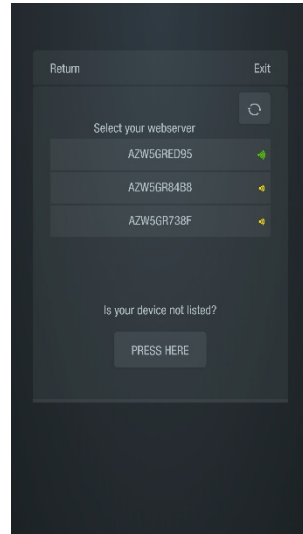 Return Exit
Select your webserver
AZW5GRED95
AZW5GR84B8
AZW5GR738F
Is your device not listed?
PRESS HERE